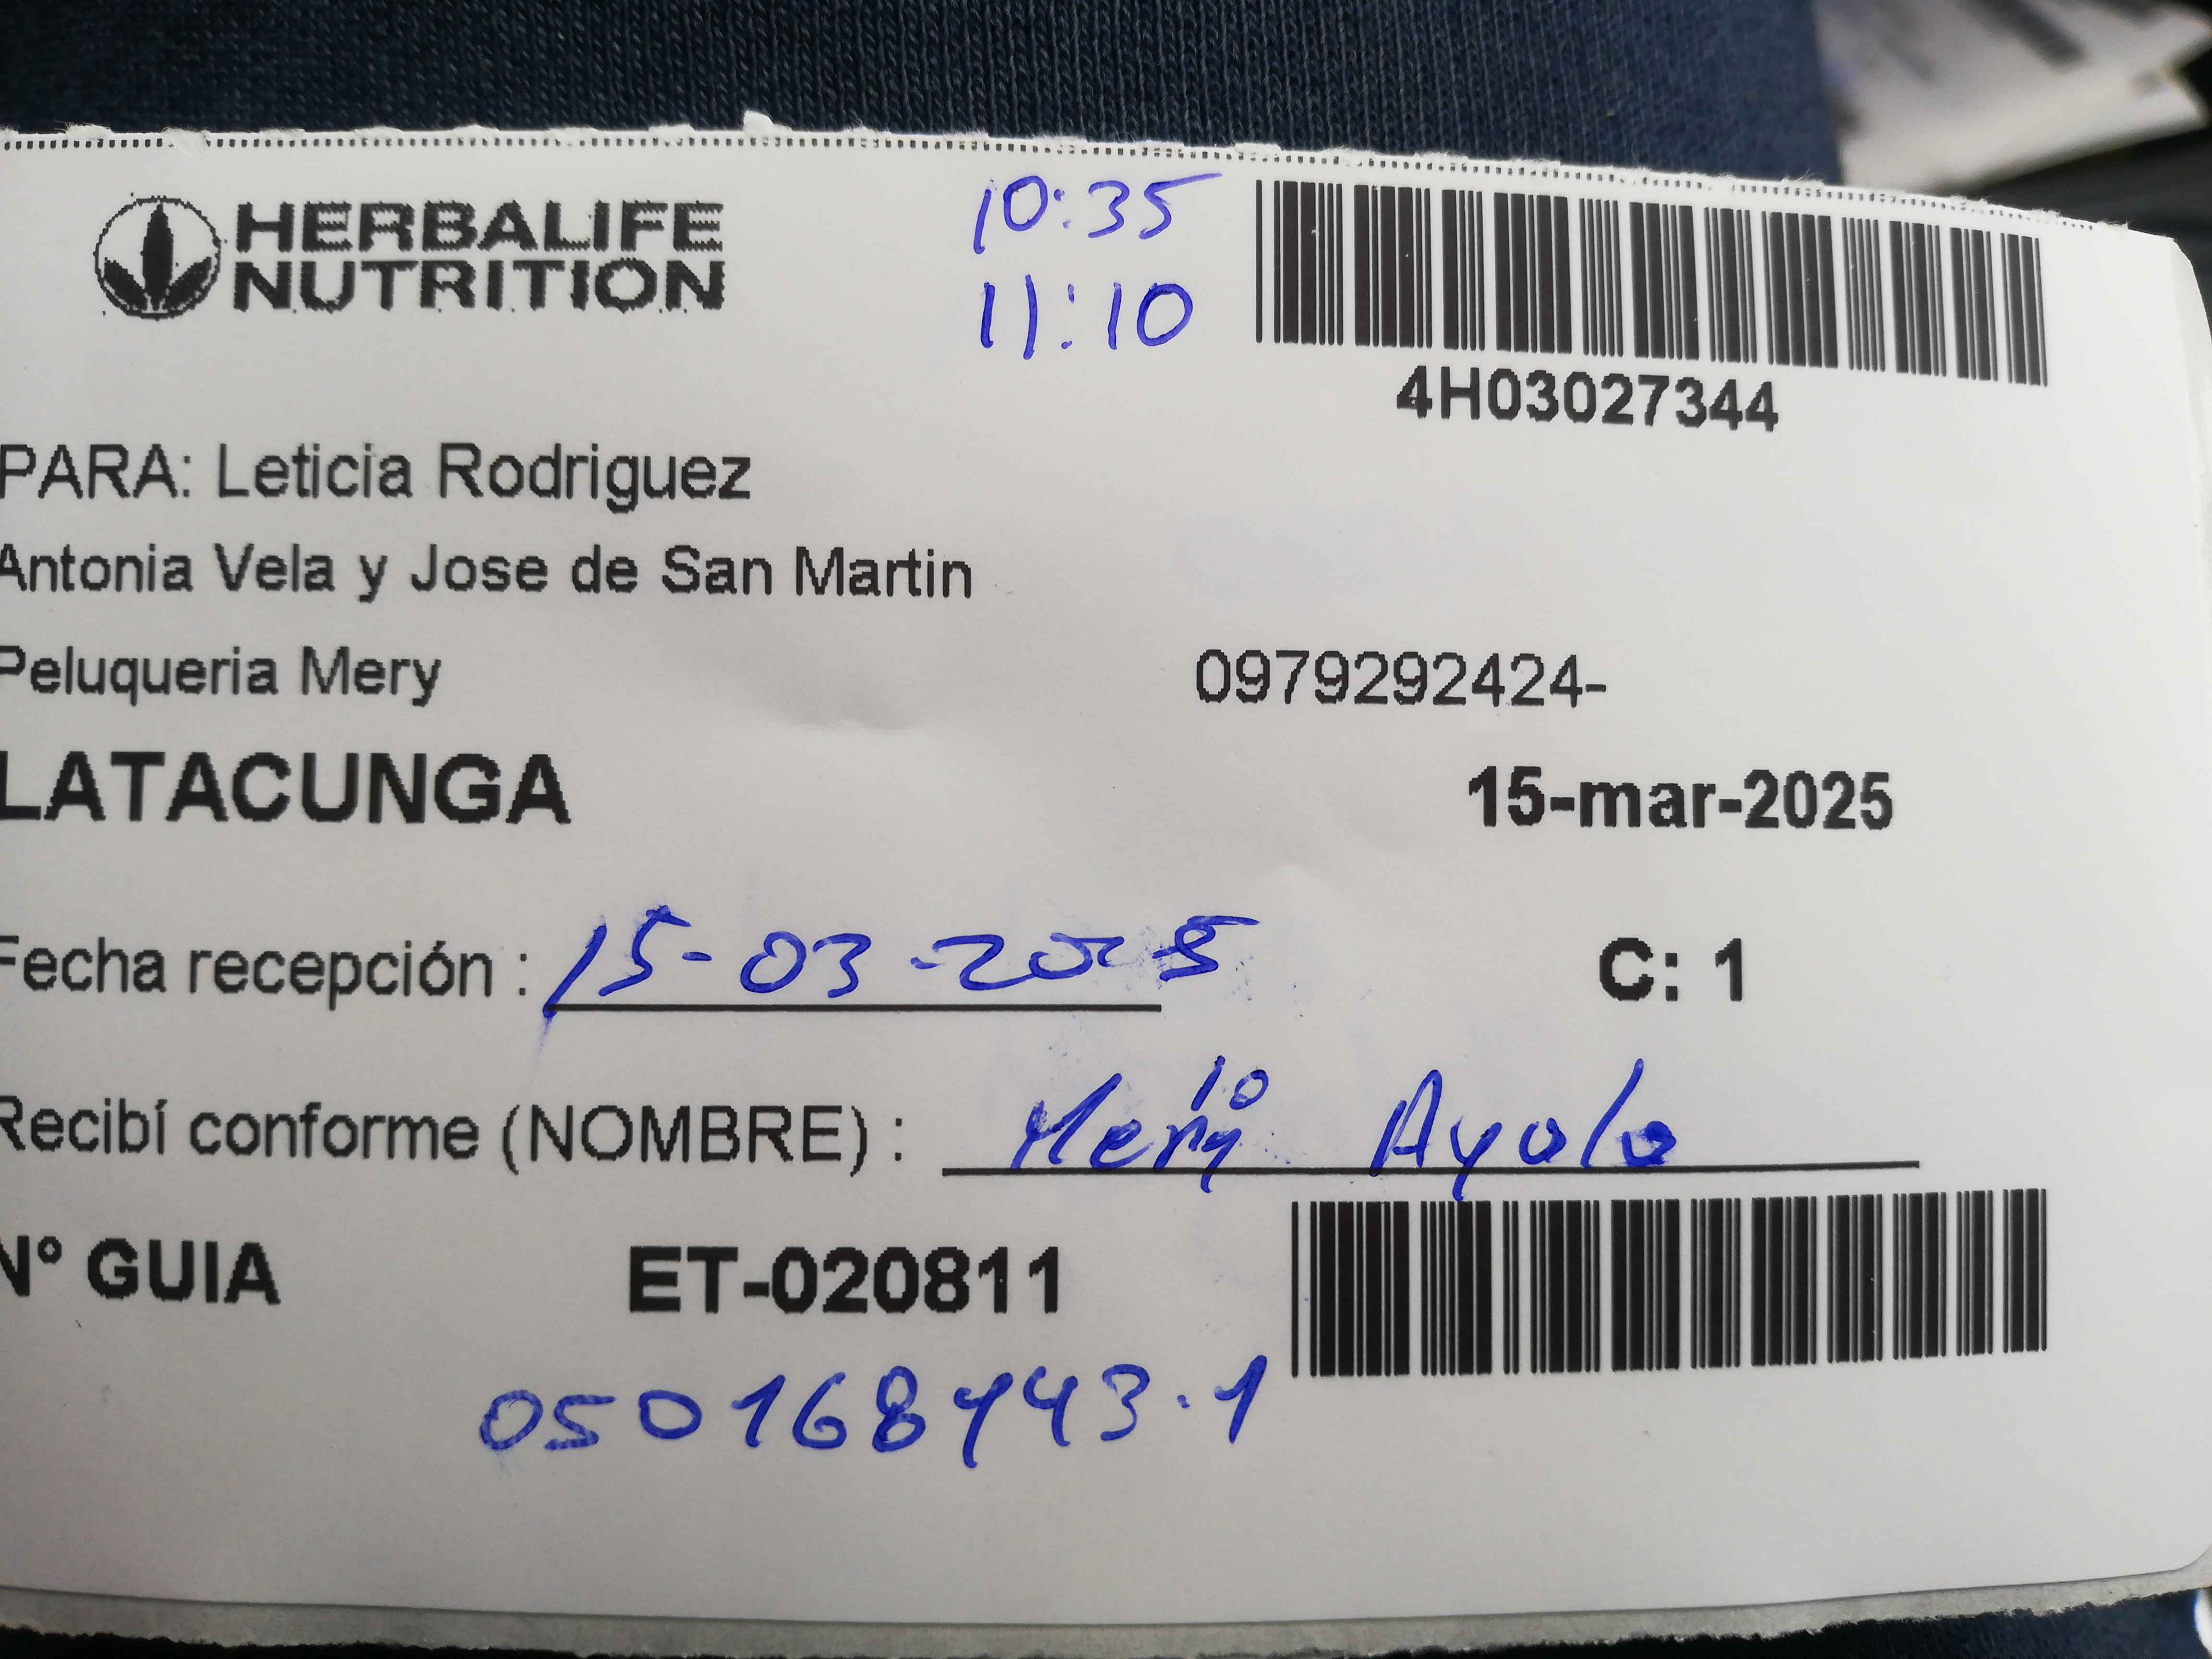 HERBALIFE
NUTRITION
10:35
11:10
4H03027344
PARA: Leticia Rodriguez
Antonia Vela y Jose de San Martin
Peluqueria Mery
0979292424-
LATACUNGA
15-mar-2025
Fecha recepción : 15-03-2025
C: 1
Recibí conforme (NOMBRE) : Mery Ayala
Nº GUIA ET-020811
050168443-1